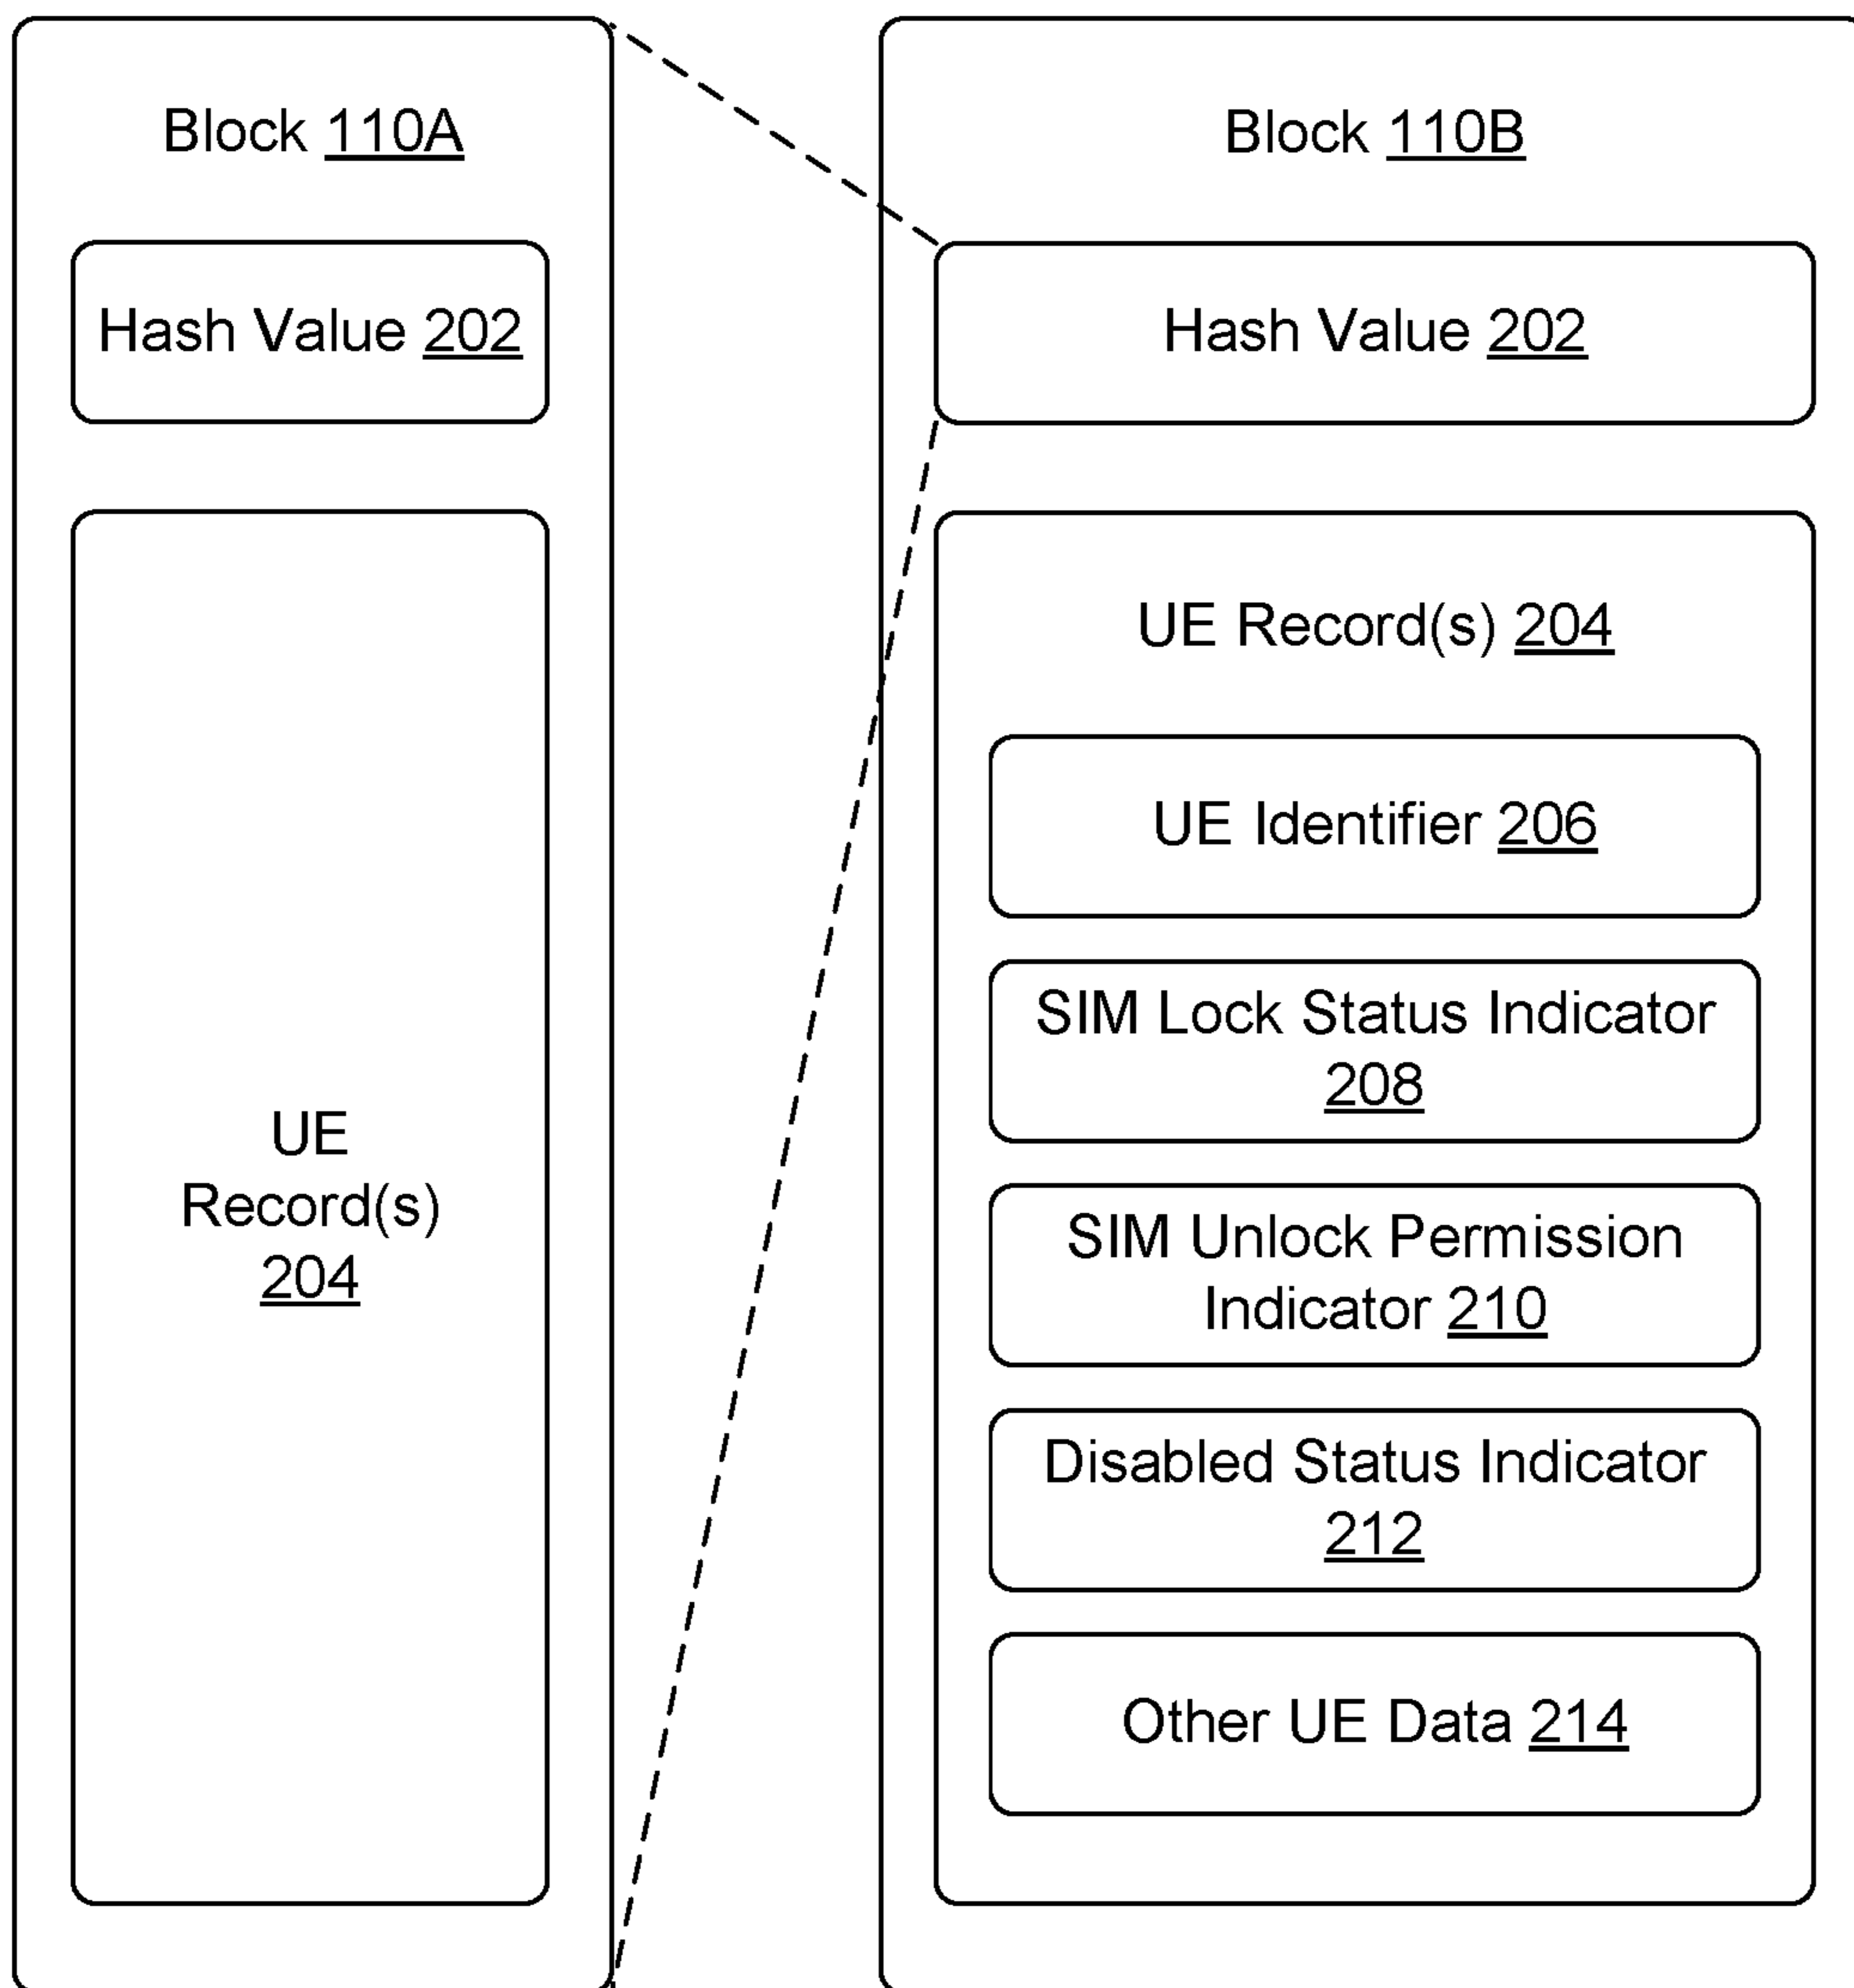 Block 110A
Hash Value 202
UE
Record(s)
204
Block 110B
Hash Value 202
UE Record(s) 204
UE Identifier 206
SIM Lock Status Indicator
208
SIM Unlock Permission
Indicator 210
Disabled Status Indicator
212
Other UE Data 214